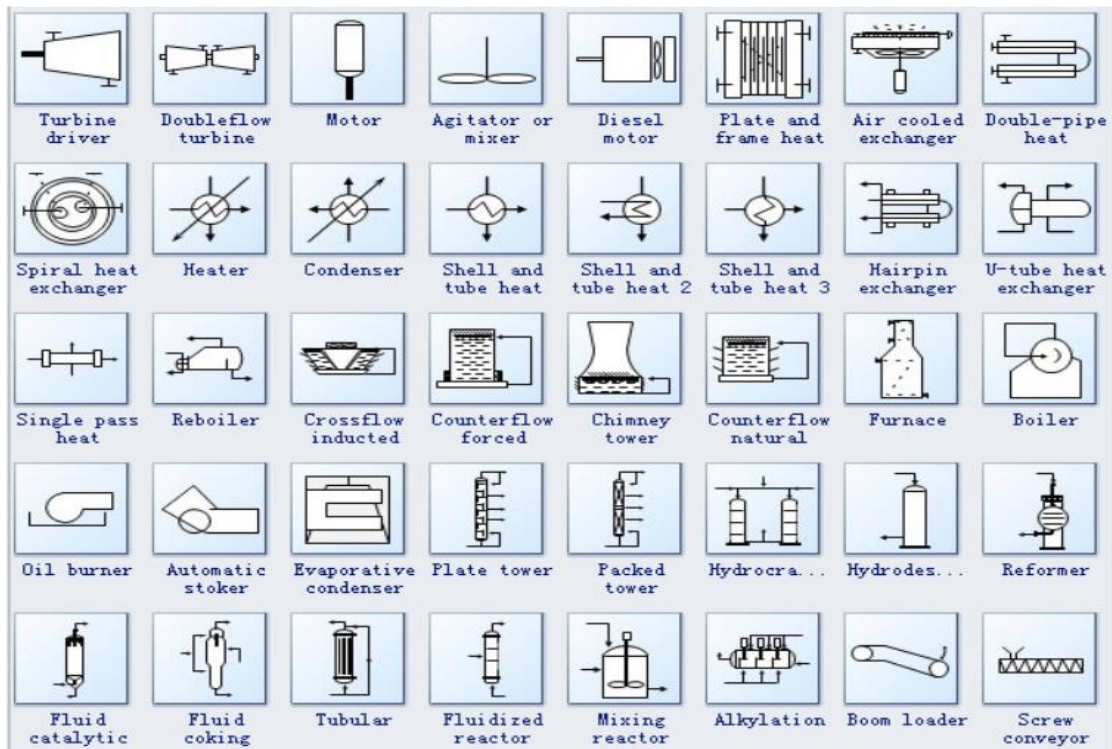 Turbine driver
Doubleflow turbine
Motor
Agitator or mixer
Diesel motor
Plate and frame heat
Air cooled exchanger
Double-pipe heat
Spiral heat exchanger
Heater
Condenser
Shell and tube heat
Shell and tube heat 2
Shell and tube heat 3
Hairpin exchanger
U-tube heat exchanger
Single pass heat
Reboiler
Crossflow inducted
Counterflow forced
Chimney tower
Counterflow natural
Furnace
Boiler
Oil burner
Automatic stoker
Evaporative condenser
Plate tower
Packed tower
Hydrocra...
Hydrodes...
Reformer
Fluid catalytic
Fluid coking
Tubular
Fluidized reactor
Mixing reactor
Alkylation
Boom loader
Screw conveyor